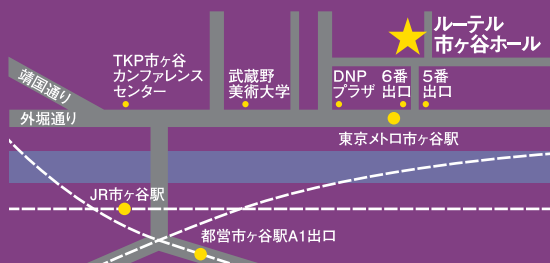 ルーテル
市ヶ谷ホール
TKP市ヶ谷
カンファレンス
センター
武蔵野
美術大学
DNP
プラザ
6番
出口
5番
出口
靖国通り
外堀通り
東京メトロ市ヶ谷駅
JR市ヶ谷駅
都営市ヶ谷駅A1出口